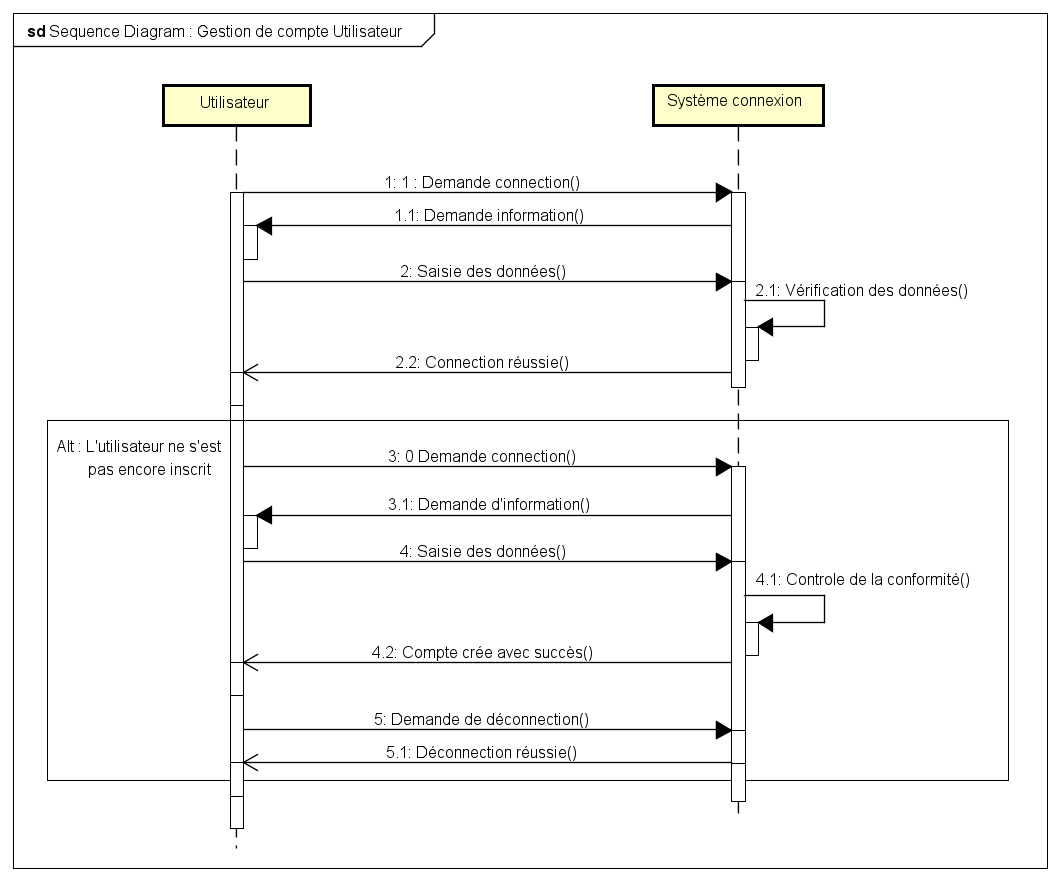 sd Sequence Diagram : Gestion de compte Utilisateur
Utilisateur
Système connexion
1: 1 : Demande connection()
1.1: Demande information()
2: Saisie des données()
2.1: Vérification des données()
2.2: Connection réussie()
Alt : L'utilisateur ne s'est
pas encore inscrit
3: 0 Demande connection()
3.1: Demande d'information()
4: Saisie des données()
4.1: Controle de la conformité()
4.2: Compte crée avec succès()
5: Demande de déconnection()
5.1: Déconnection réussie()